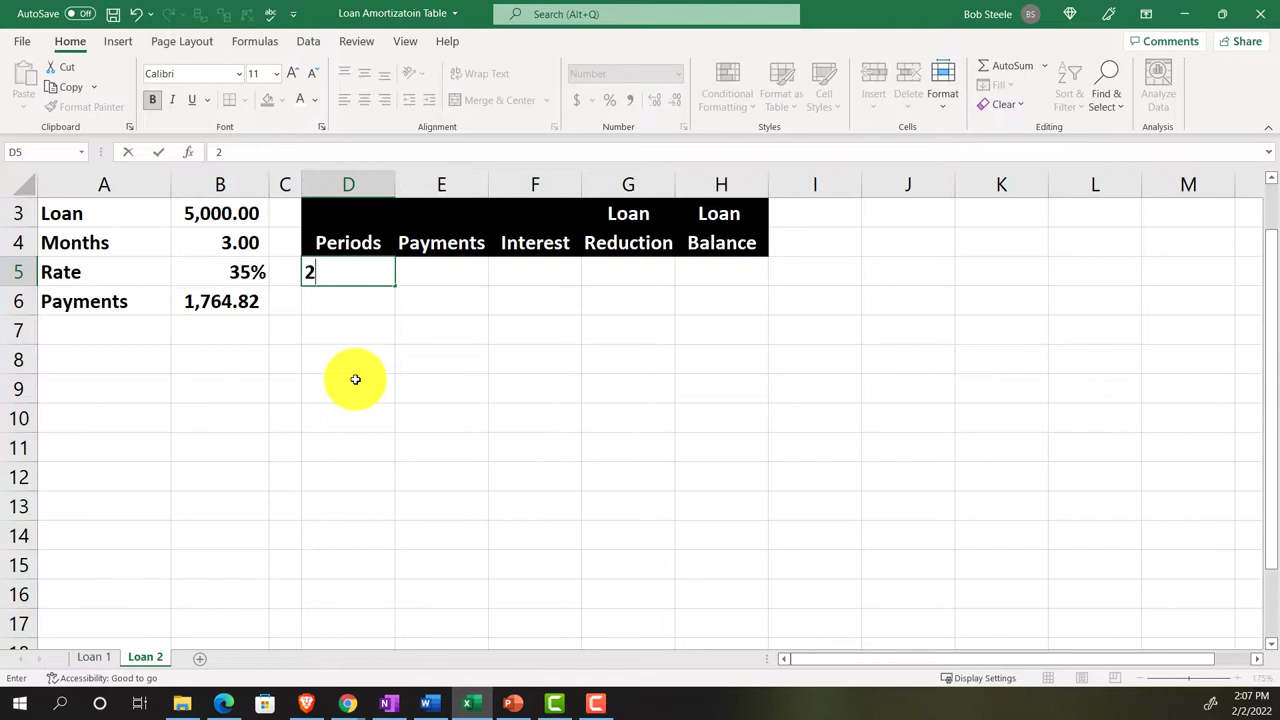 AutoSave Off Loan Amortizatoin Table Search (Alt+Q) Bob Steele BS
File Home Insert Page Layout Formulas Data Review View Help Comments Share
Paste Cut Copy Format Painter Clipboard
Calibri 11 B I U A A A Font
Wrap Text Merge & Center Alignment
Number $ % , Number
Conditional Formatting Format as Table Cell Styles Styles
Insert Delete Format Cells
AutoSum Fill Clear Sort & Filter Find & Select Editing
Analyze Data Analysis
D5 fx 2
A B C D E F G H I J K L M
3 Loan 5,000.00 Loan Loan
4 Months 3.00 Periods Payments Interest Reduction Balance
5 Rate 35% 2
6 Payments 1,764.82
7
8
9
10
11
12
13
14
15
16
17
Loan 1 Loan 2
Enter Accessibility: Good to go Display Settings 175%
2:07 PM
2/2/2022